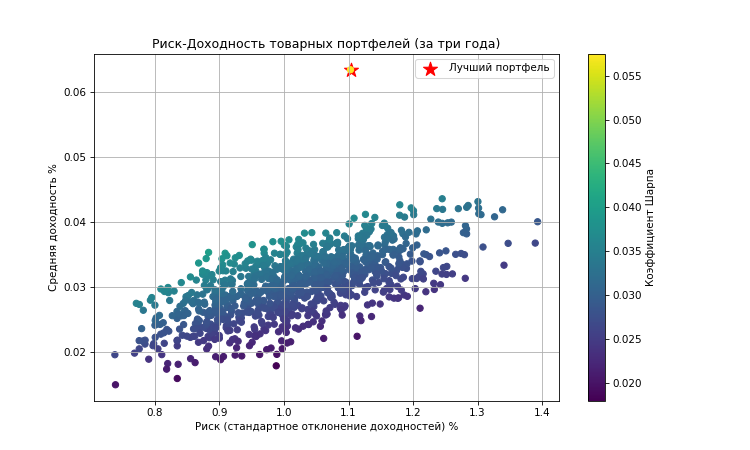 Риск-Доходность товарных портфелей (за три года)
Лучший портфель
Средняя доходность %
0.06
0.05
0.04
0.03
0.02
0.8 0.9 1.0 1.1 1.2 1.3 1.4
Риск (стандартное отклонение доходностей) %
0.055
0.050
0.045
0.040
0.035
0.030
0.025
0.020
Коэффициент Шарпа